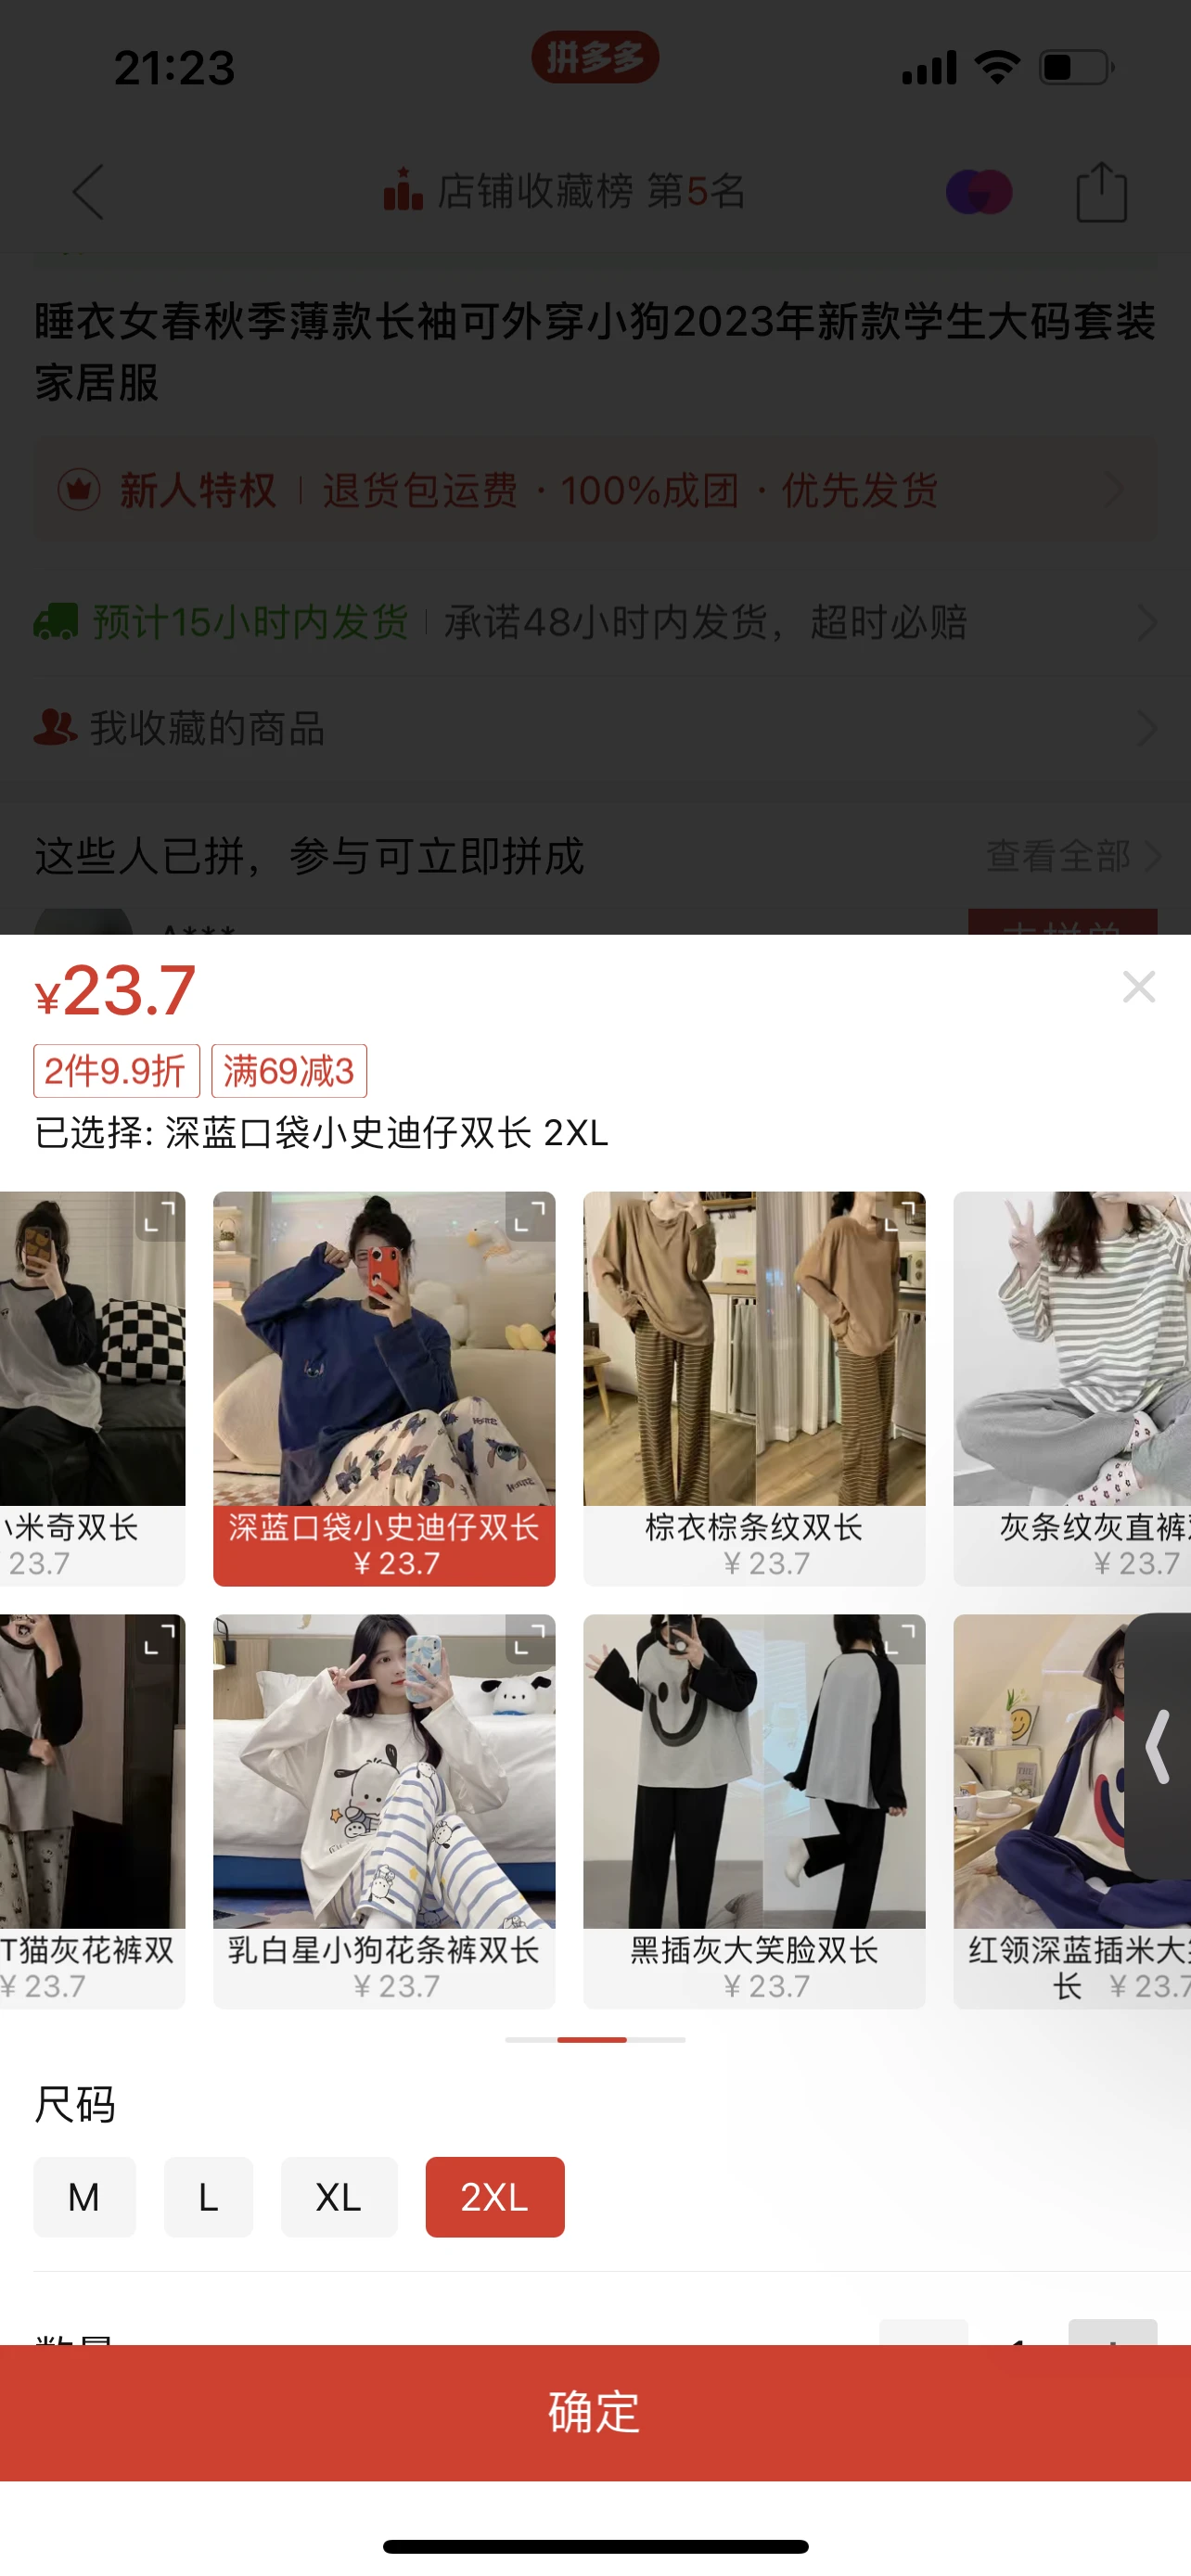 21:23
拼多多
店铺收藏榜 第5名
睡衣女春秋季薄款长袖可外穿小狗2023年新款学生大码套装
家居服
新人特权 | 退货包运费 · 100%成团 · 优先发货
预计15小时内发货 | 承诺48小时内发货，超时必赔
我收藏的商品
这些人已拼，参与可立即拼成 查看全部
¥23.7
2件9.9折 满69减3
已选择: 深蓝口袋小史迪仔双长 2XL
米奇双长 深蓝口袋小史迪仔双长 棕衣棕条纹双长 灰条纹灰直裤
23.7 ¥ 23.7 ¥ 23.7 ¥ 23.7
T猫灰花裤双 乳白星小狗花条裤双长 黑插灰大笑脸双长 红领深蓝插米大
¥ 23.7 ¥ 23.7 ¥ 23.7 长 ¥ 23.7
尺码
M L XL 2XL
数量 1
确定